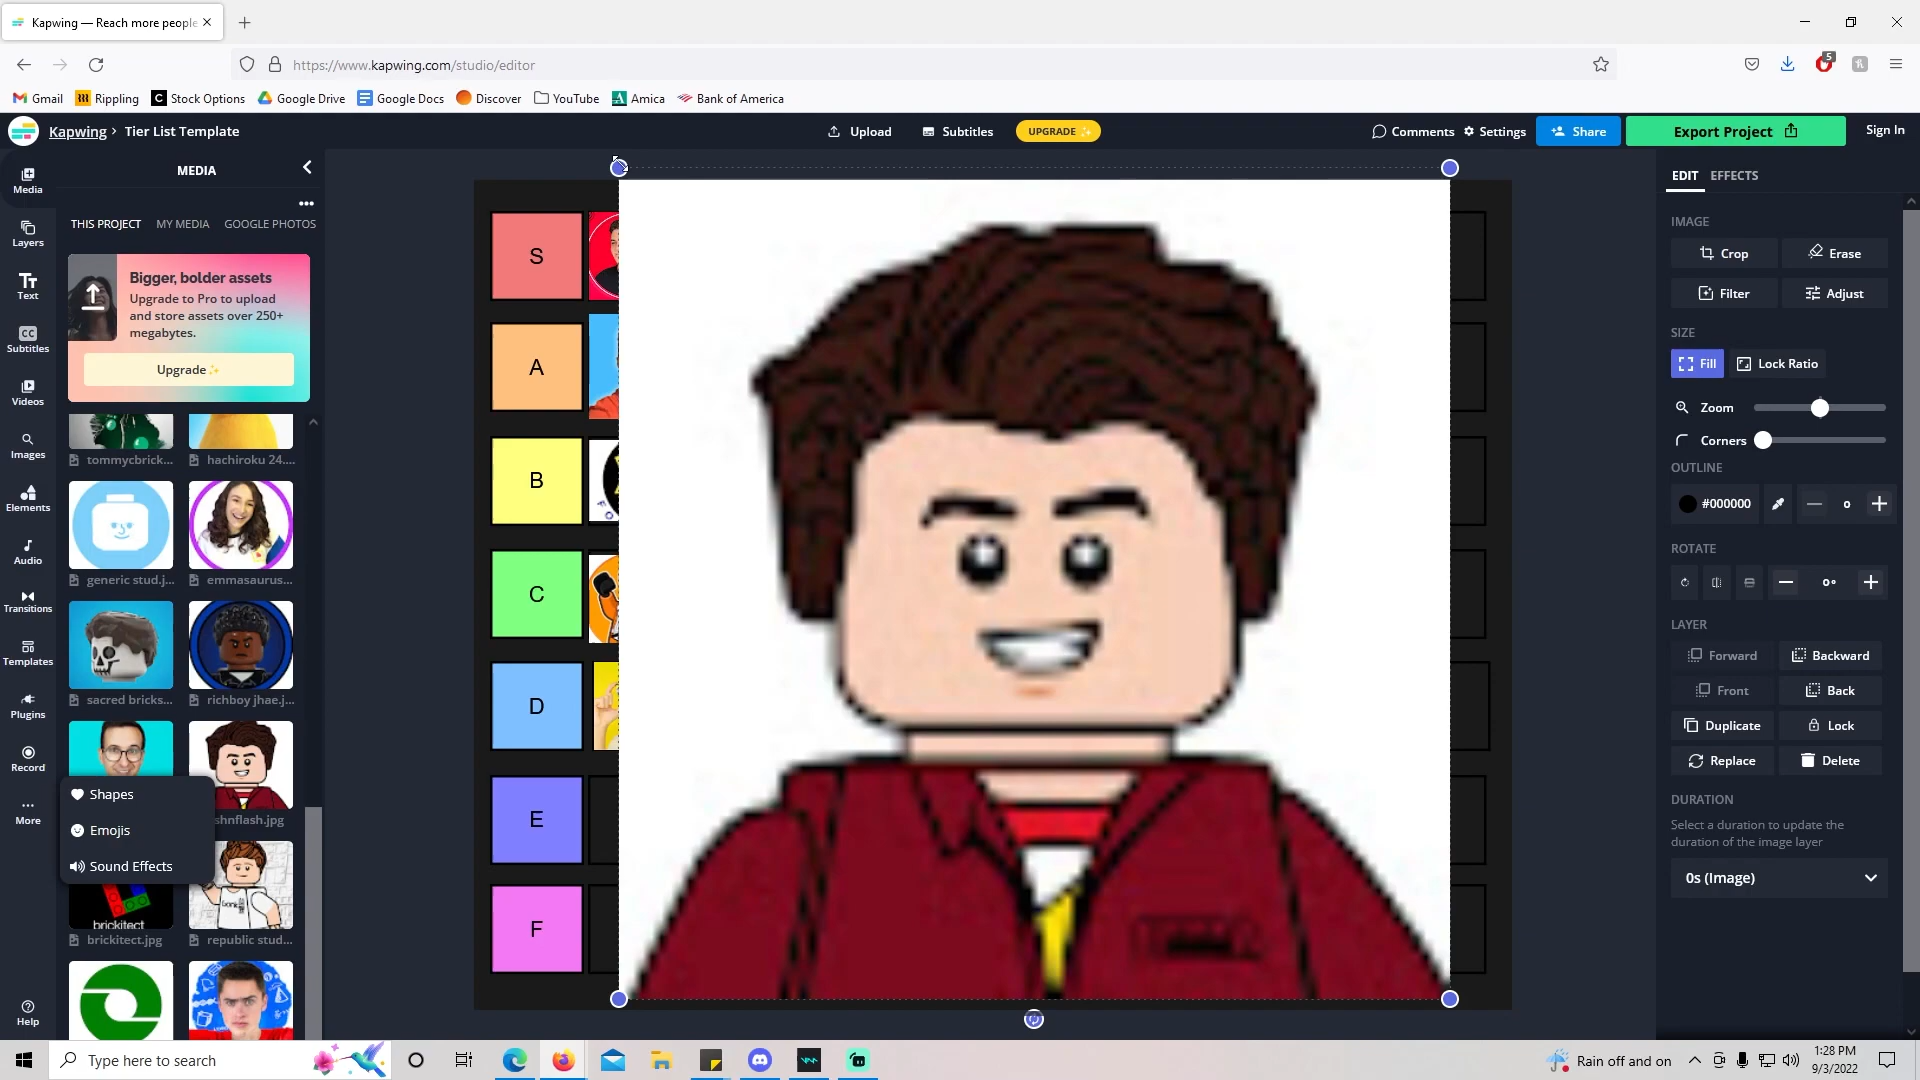 Kapwing — Reach more people
https://www.kapwing.com/studio/editor
5
Gmail
Rippling
Stock Options
Google Drive
Google Docs
Discover
YouTube
Amica
Bank of America
Kapwing › Tier List Template
Upload
Subtitles
UPGRADE
Comments
Settings
Share
Export Project
Sign In
Media
Layers
Text
Subtitles
Videos
Images
Elements
Audio
Transitions
Templates
Plugins
Record
More
Help
MEDIA
THIS PROJECT
MY MEDIA
GOOGLE PHOTOS
Bigger, bolder assets
Upgrade to Pro to upload
and store assets over 250+
megabytes.
Upgrade
tommycbrick...
hachiroku 24....
generic stud.j...
emmasaurus...
sacred bricks...
richboy jhae.j...
shnflash.jpg
Shapes
Emojis
Sound Effects
brickitect
brickitect.jpg
republic stud...
S
A
B
C
D
E
F
EDIT
EFFECTS
IMAGE
Crop
Erase
Filter
Adjust
SIZE
Fill
Lock Ratio
Zoom
Corners
OUTLINE
#000000
0
ROTATE
0°
LAYER
Forward
Backward
Front
Back
Duplicate
Lock
Replace
Delete
DURATION
Select a duration to update the
duration of the image layer
0s (Image)
Type here to search
Rain off and on
1:28 PM
9/3/2022